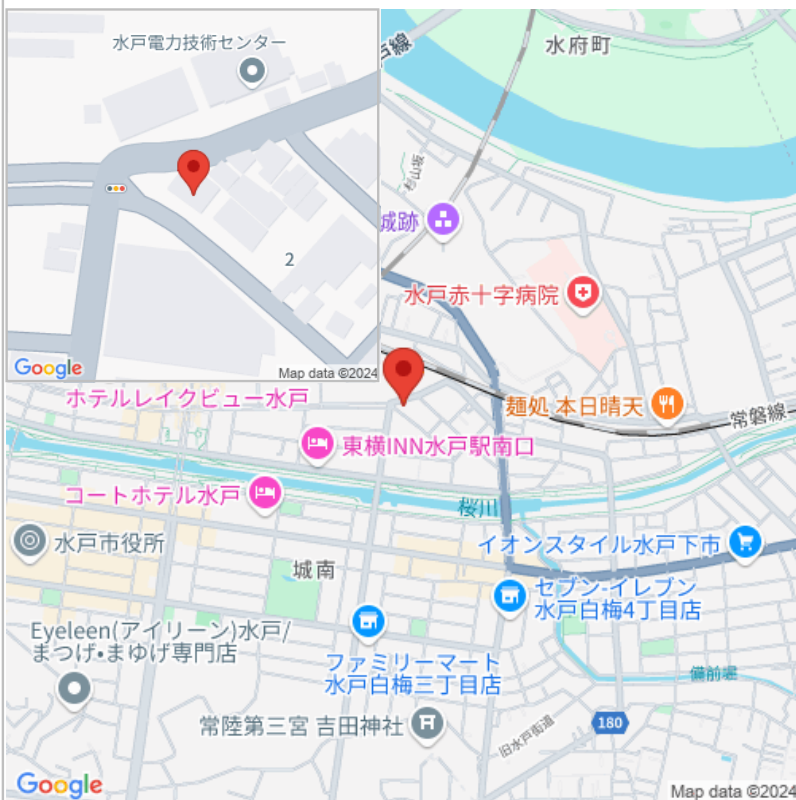 水戸電力技術センター
2
Google
Map data ©2024
戸線
水府町
杉山坂
城跡
水戸赤十字病院
ホテルレイクビュー水戸
麺処 本日晴天
常磐線
東横INN水戸駅南口
コートホテル水戸
桜川
水戸市役所
イオンスタイル水戸下市
城南
セブン-イレブン
水戸白梅4丁目店
Eyeleen(アイリーン)水戸/
まつげ・まゆげ専門店
ファミリーマート
水戸白梅三丁目店
備前堀
常陸第三宮 吉田神社
旧水戸街道
180
Google
Map data ©2024